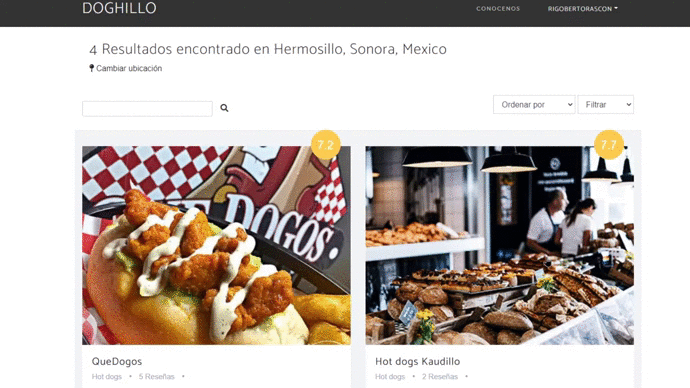 DOGHILLO
CONOCENOS
RIGOBERTORASCON
4 Resultados encontrado en Hermosillo, Sonora, Mexico
Cambiar ubicación
Ordenar por
Filtrar
7.2
7.7
DOGOS.
QueDogos
Hot dogs • 5 Reseñas •
Hot dogs Kaudillo
Hot dogs • 2 Reseñas •